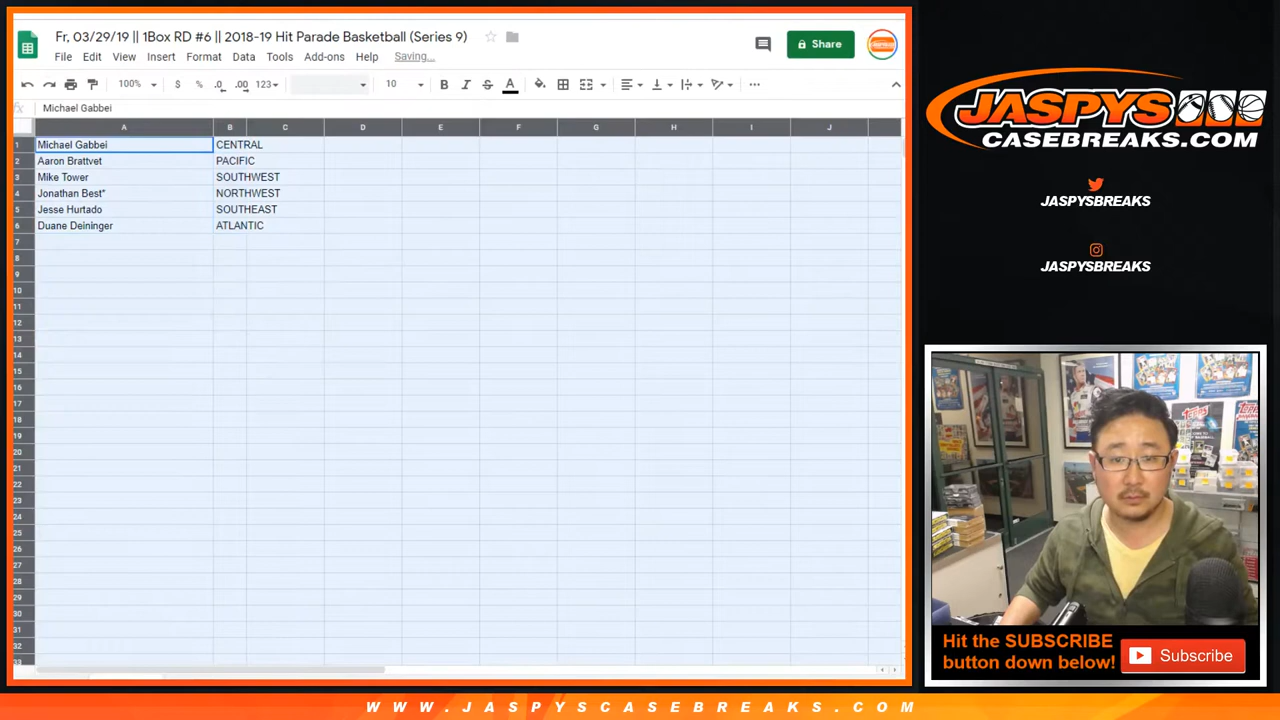 Fr, 03/29/19 || 1Box RD #6 || 2018-19 Hit Parade Basketball (Series 9)
Share
File Edit View Insert Format Data Tools Add-ons Help Saving...
100% $ % .0 .00 123 10 B I S A
fx Michael Gabbei
A B C D E F G H I J
1 Michael Gabbei CENTRAL
2 Aaron Brattvet PACIFIC
3 Mike Tower SOUTHWEST
4 Jonathan Best* NORTHWEST
5 Jesse Hurtado SOUTHEAST
6 Duane Deininger ATLANTIC
7
8
9
10
11
12
13
14
15
16
17
18
19
20
21
22
23
24
25
26
27
28
29
30
31
32
33
JASPYS
CASEBREAKS.COM
JASPYSBREAKS
JASPYSBREAKS
Hit the SUBSCRIBE
button down below!
Subscribe
WWW.JASPYSCASEBREAKS.COM